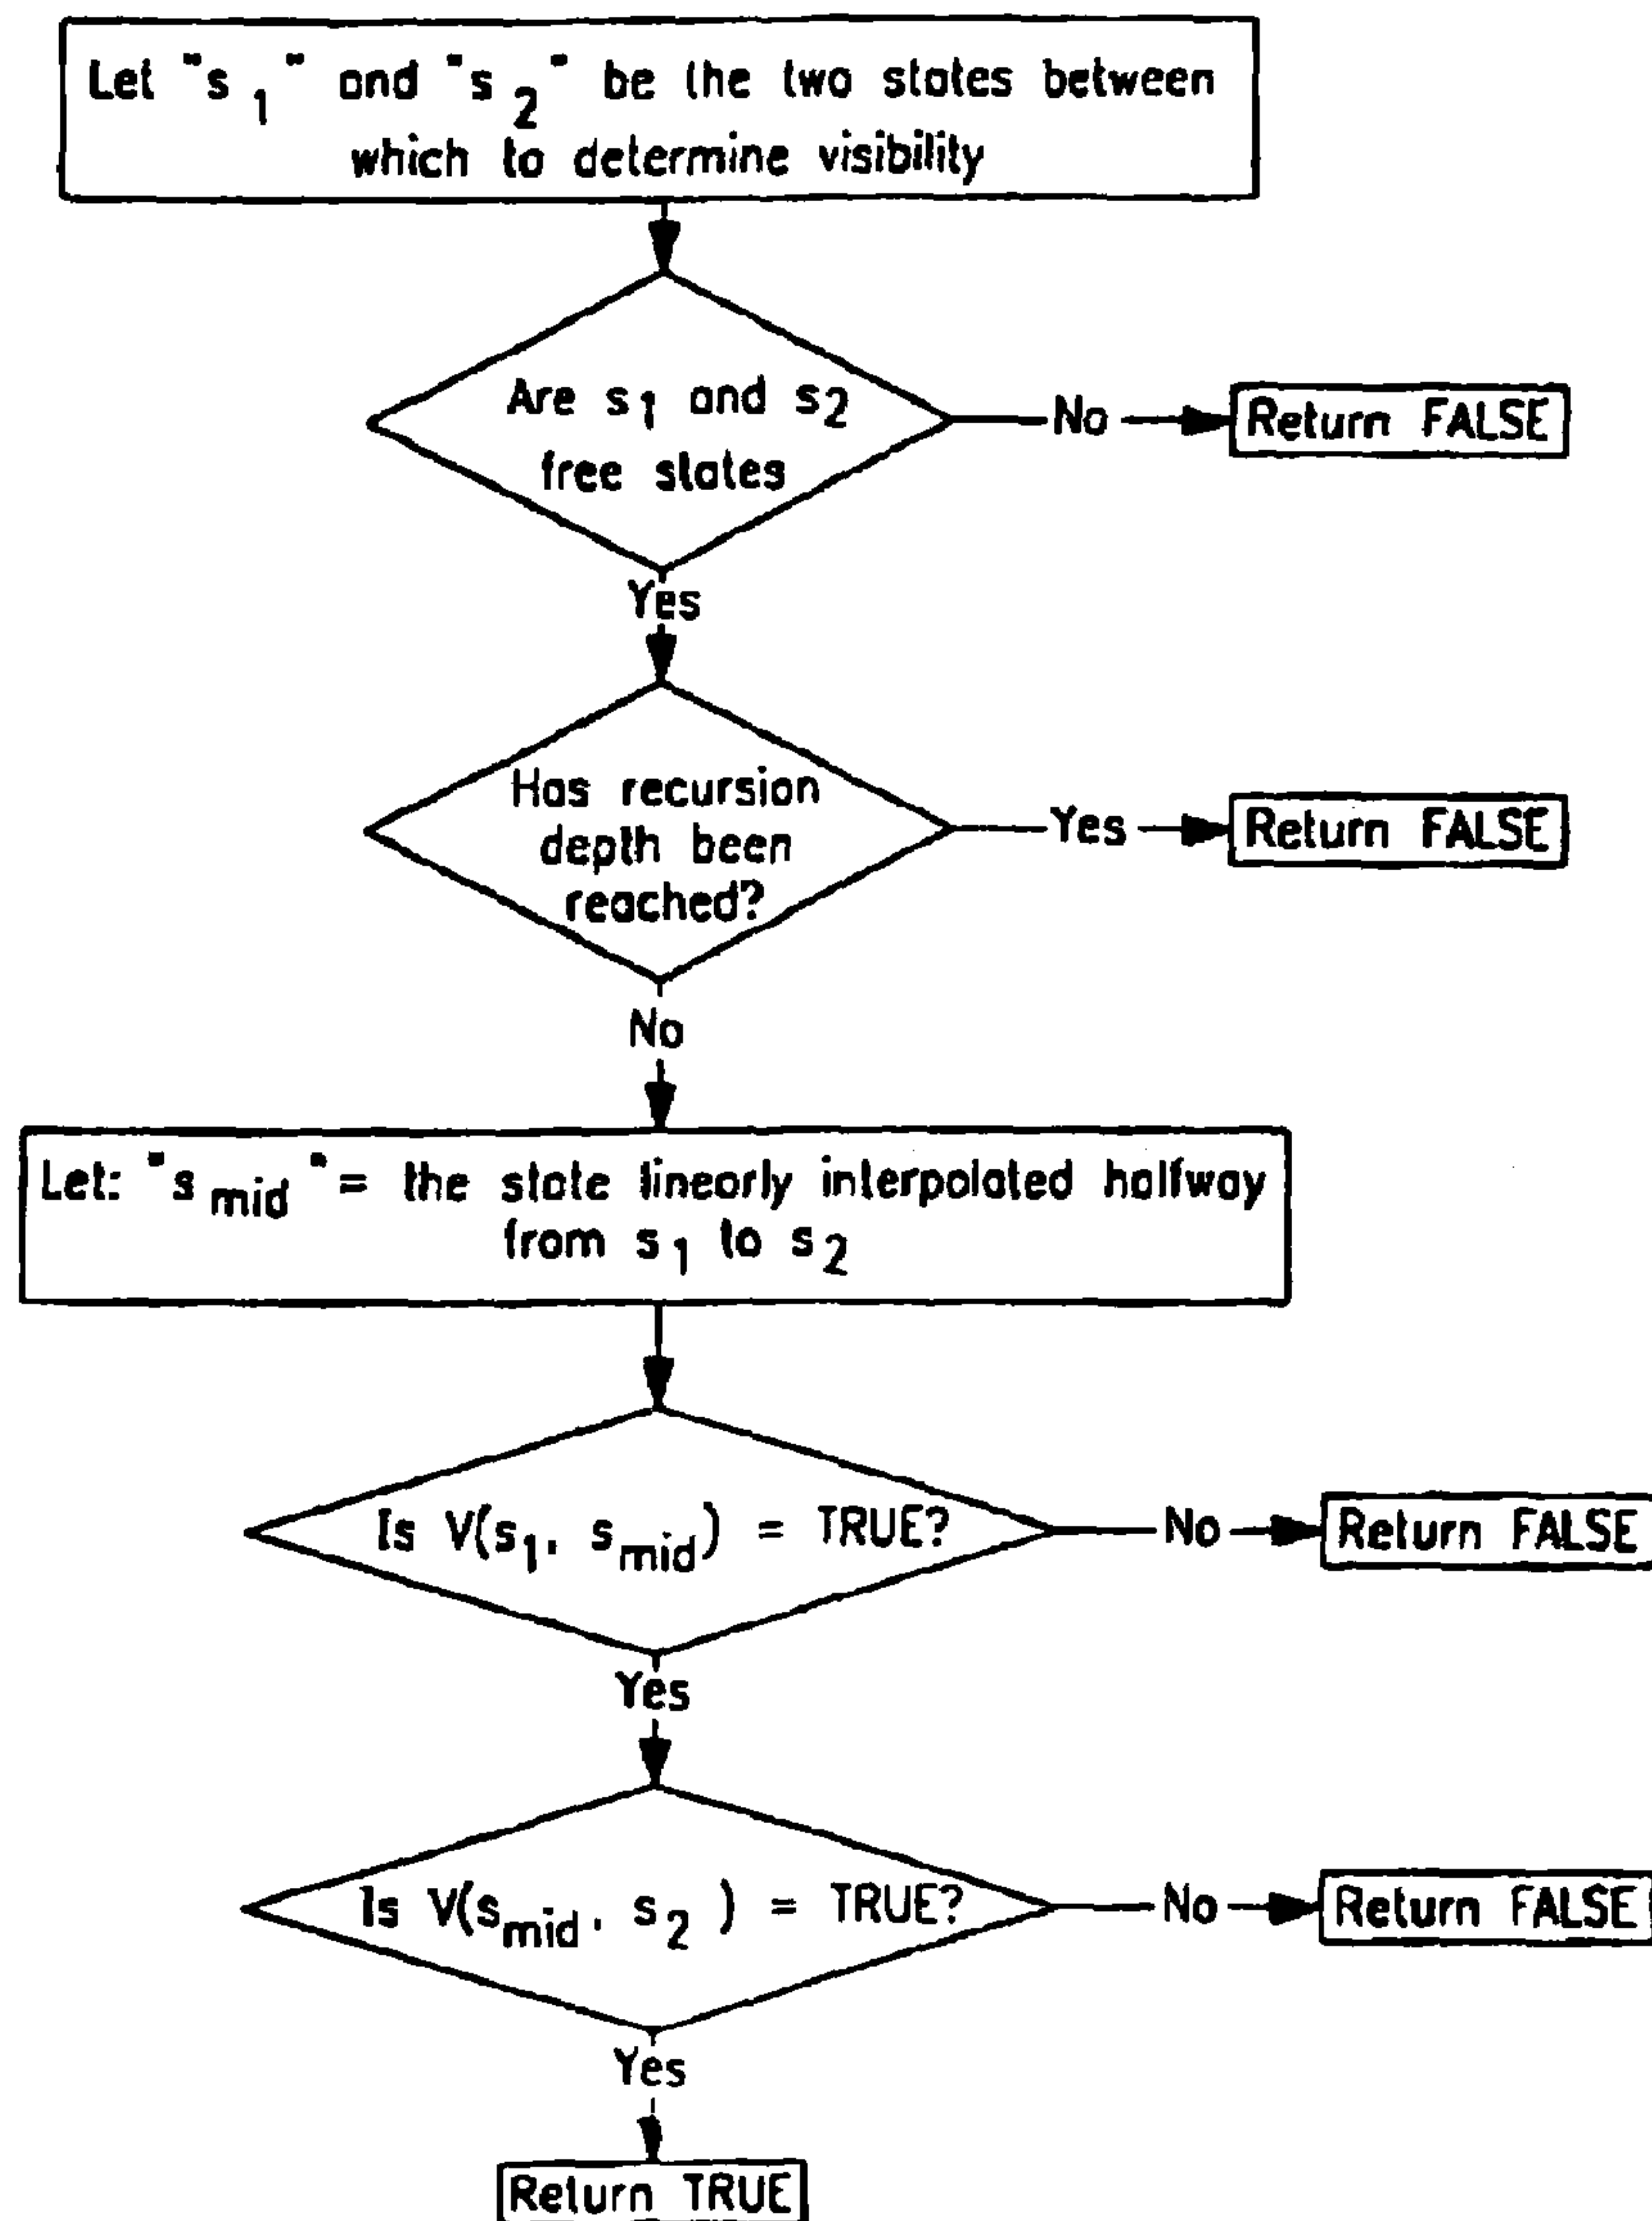 Let "s 1 " and "s 2 " be the two states between
which to determine visibility
Are s1 and s2
free states
No
Return FALSE
Yes
Has recursion
depth been
reached?
Yes
Return FALSE
No
Let: "s mid "= the state linearly interpolated halfway
from s1 to s2
Is V(s1, smid) = TRUE?
No
Return FALSE
Yes
Is V(smid, s2 ) = TRUE?
No
Return FALSE
Yes
Return TRUE